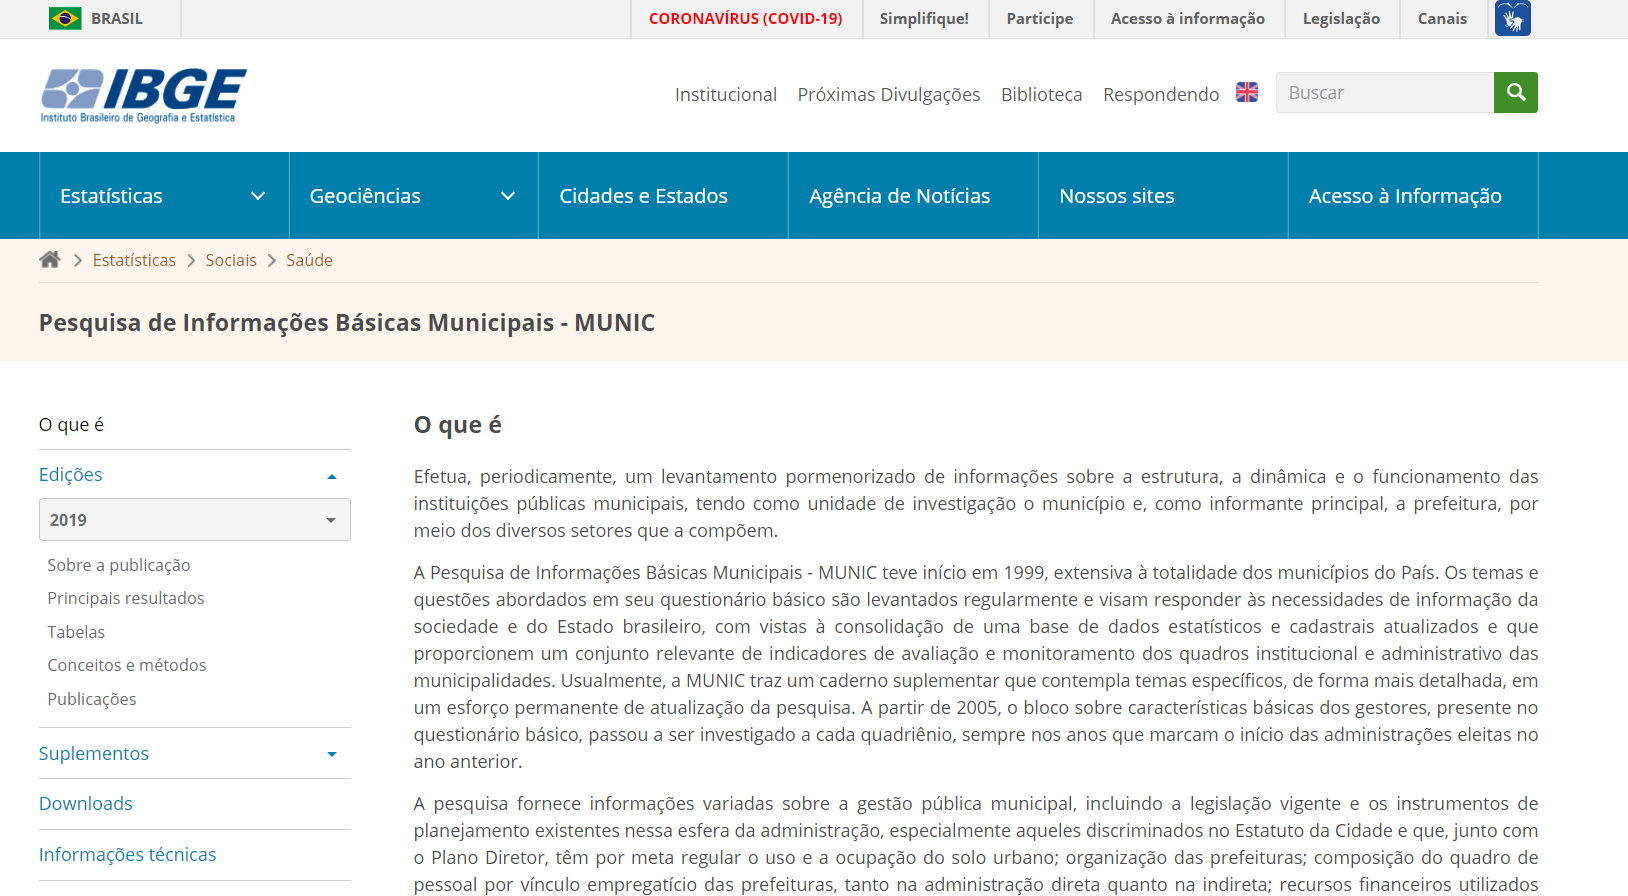 BRASIL
CORONAVÍRUS (COVID-19)
Simplifique!
Participe
Acesso à informação
Legislação
Canais
IBGE
Instituto Brasileiro de Geografia e Estatística
Institucional
Próximas Divulgações
Biblioteca
Respondendo
Buscar
Estatísticas
Geociências
Cidades e Estados
Agência de Notícias
Nossos sites
Acesso à Informação
Estatísticas
Sociais
Saúde
Pesquisa de Informações Básicas Municipais - MUNIC
O que é
Edições
2019
Sobre a publicação
Principais resultados
Tabelas
Conceitos e métodos
Publicações
Suplementos
Downloads
Informações técnicas
O que é
Efetua, periodicamente, um levantamento pormenorizado de informações sobre a estrutura, a dinâmica e o funcionamento das
instituições públicas municipais, tendo como unidade de investigação o município e, como informante principal, a prefeitura, por
meio dos diversos setores que a compõem.
A Pesquisa de Informações Básicas Municipais - MUNIC teve início em 1999, extensiva à totalidade dos municípios do País. Os temas e
questões abordados em seu questionário básico são levantados regularmente e visam responder às necessidades de informação da
sociedade e do Estado brasileiro, com vistas à consolidação de uma base de dados estatísticos e cadastrais atualizados e que
proporcionem um conjunto relevante de indicadores de avaliação e monitoramento dos quadros institucional e administrativo das
municipalidades. Usualmente, a MUNIC traz um caderno suplementar que contempla temas específicos, de forma mais detalhada, em
um esforço permanente de atualização da pesquisa. A partir de 2005, o bloco sobre características básicas dos gestores, presente no
questionário básico, passou a ser investigado a cada quadriênio, sempre nos anos que marcam o início das administrações eleitas no
ano anterior.
A pesquisa fornece informações variadas sobre a gestão pública municipal, incluindo a legislação vigente e os instrumentos de
planejamento existentes nessa esfera da administração, especialmente aqueles discriminados no Estatuto da Cidade e que, junto com
o Plano Diretor, têm por meta regular o uso e a ocupação do solo urbano; organização das prefeituras; composição do quadro de
pessoal por vínculo empregatício das prefeituras, tanto na administração direta quanto na indireta; recursos financeiros utilizados